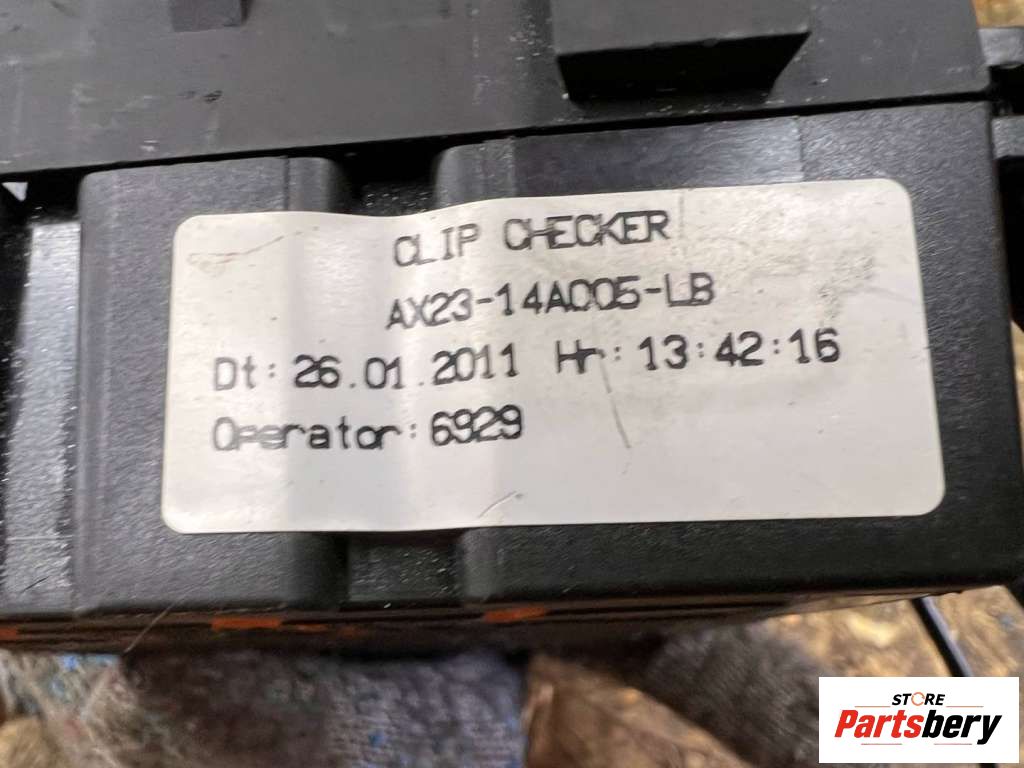 CLIP CHECKER
AX23-14A005-LB
Dt: 26.01.2011 Hr: 13:42:16
Operator: 6929
STORE
Partsbery